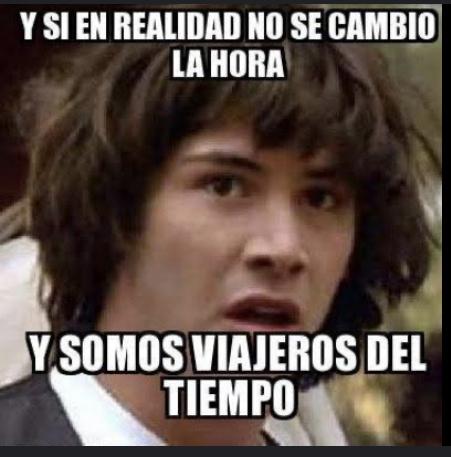 Y SI EN REALIDAD NO SE CAMBIO
LA HORA
Y SOMOS VIAJEROS DEL
TIEMPO